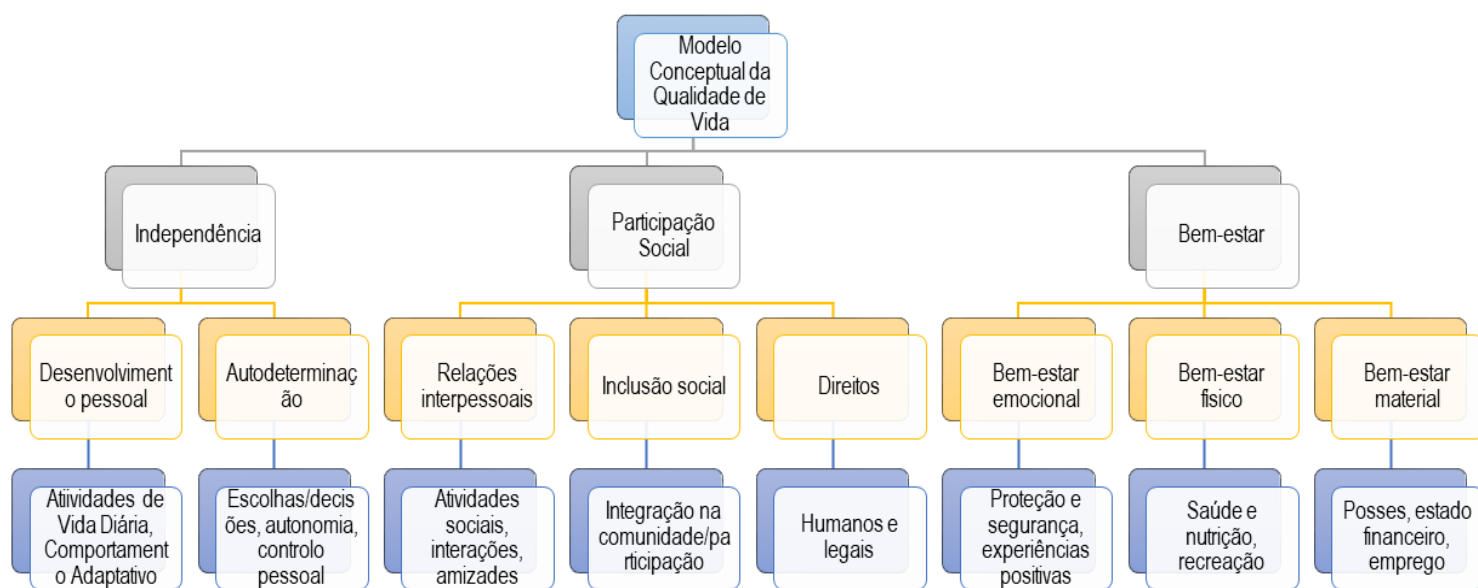 Modelo
Conceptual da
Qualidade de
Vida
Independência
Participação
Social
Bem-estar
Desenvolviment
o pessoal
Autodeterminaç
ão
Relações
interpessoais
Inclusão social
Direitos
Bem-estar
emocional
Bem-estar
físico
Bem-estar
material
Atiividades de
Vida Diária,
Comportament
o Adaptativo
Escolhas/decis
ões, autonomia,
controlo
pessoal
Atividades
sociais,
interações,
amizades
Integração na
comunidade/pa
rticipação
Humanos e
legais
Proteção e
segurança,
experiências
positivas
Saúde e
nutrição,
recreação
Posses, estado
financeiro,
emprego